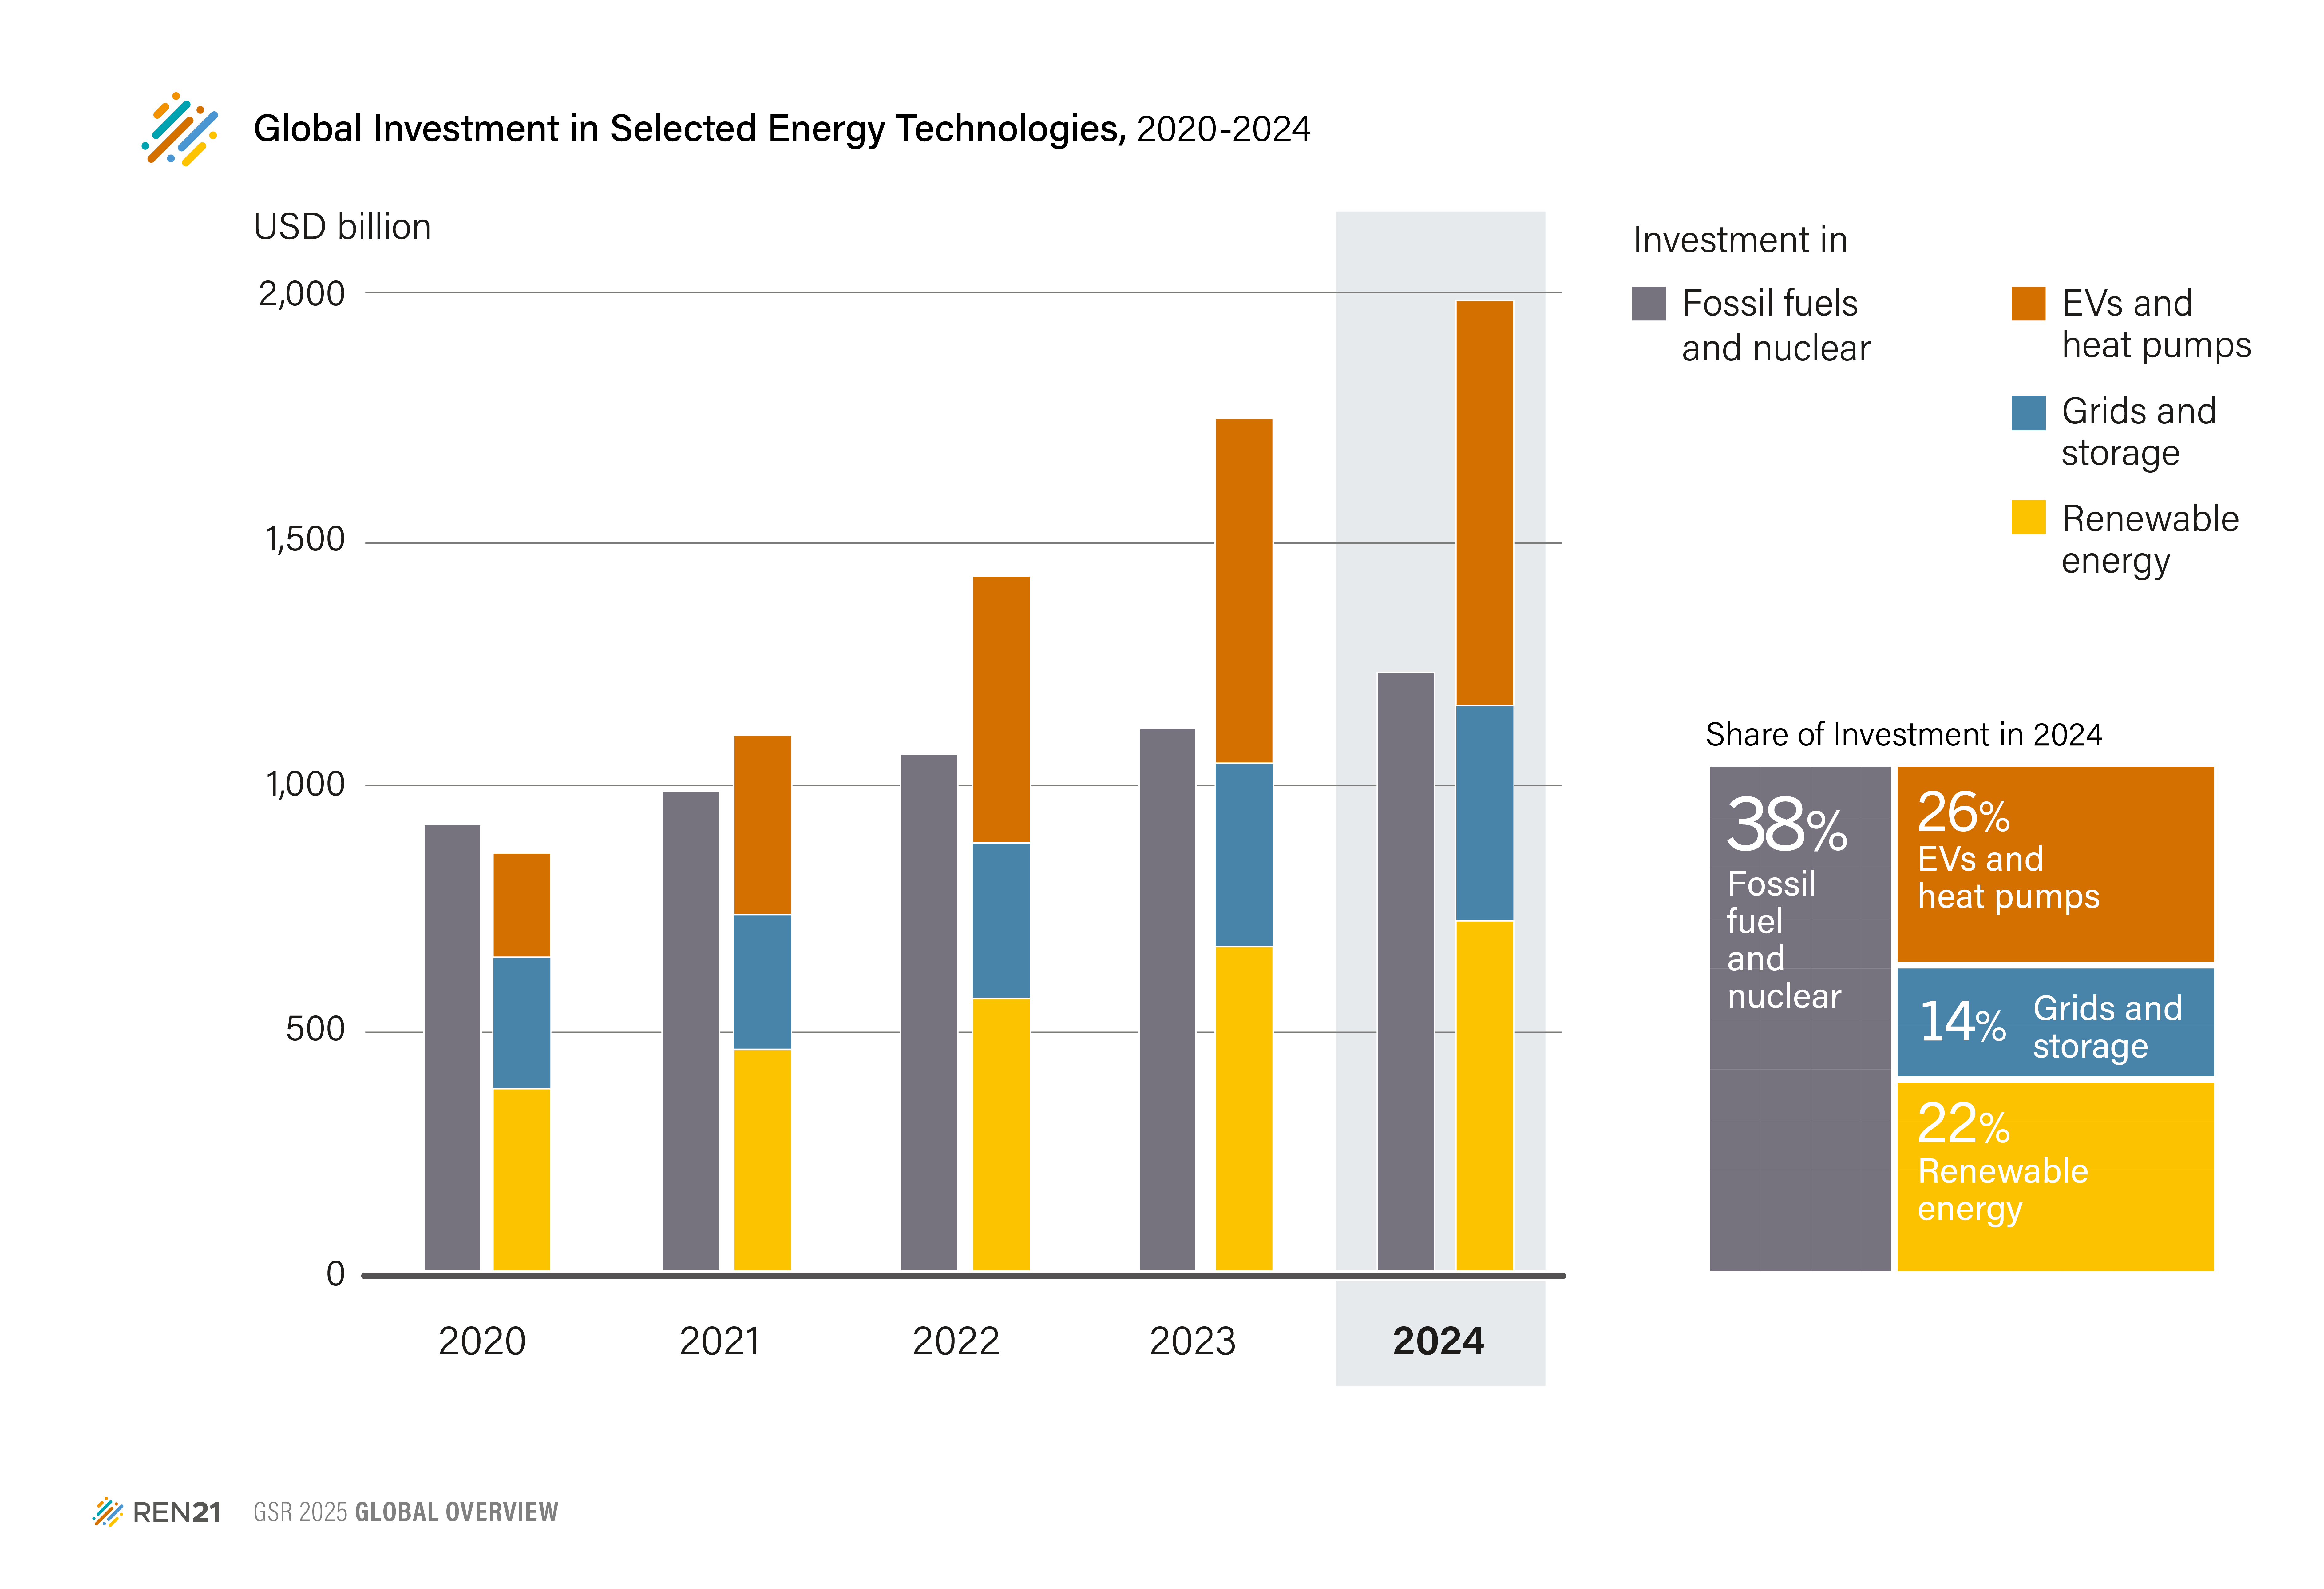 Global Investment in Selected Energy Technologies, 2020-2024
USD billion
2,000
1,500
1,000
500
0
2020
2021
2022
2023
2024
Investment in
Fossil fuels
and nuclear
EVs and
heat pumps
Grids and
storage
Renewable
energy
Share of Investment in 2024
38%
Fossil
fuel
and
nuclear
26%
EVs and
heat pumps
14%
Grids and
storage
22%
Renewable
energy
REN21
GSR 2025 GLOBAL OVERVIEW